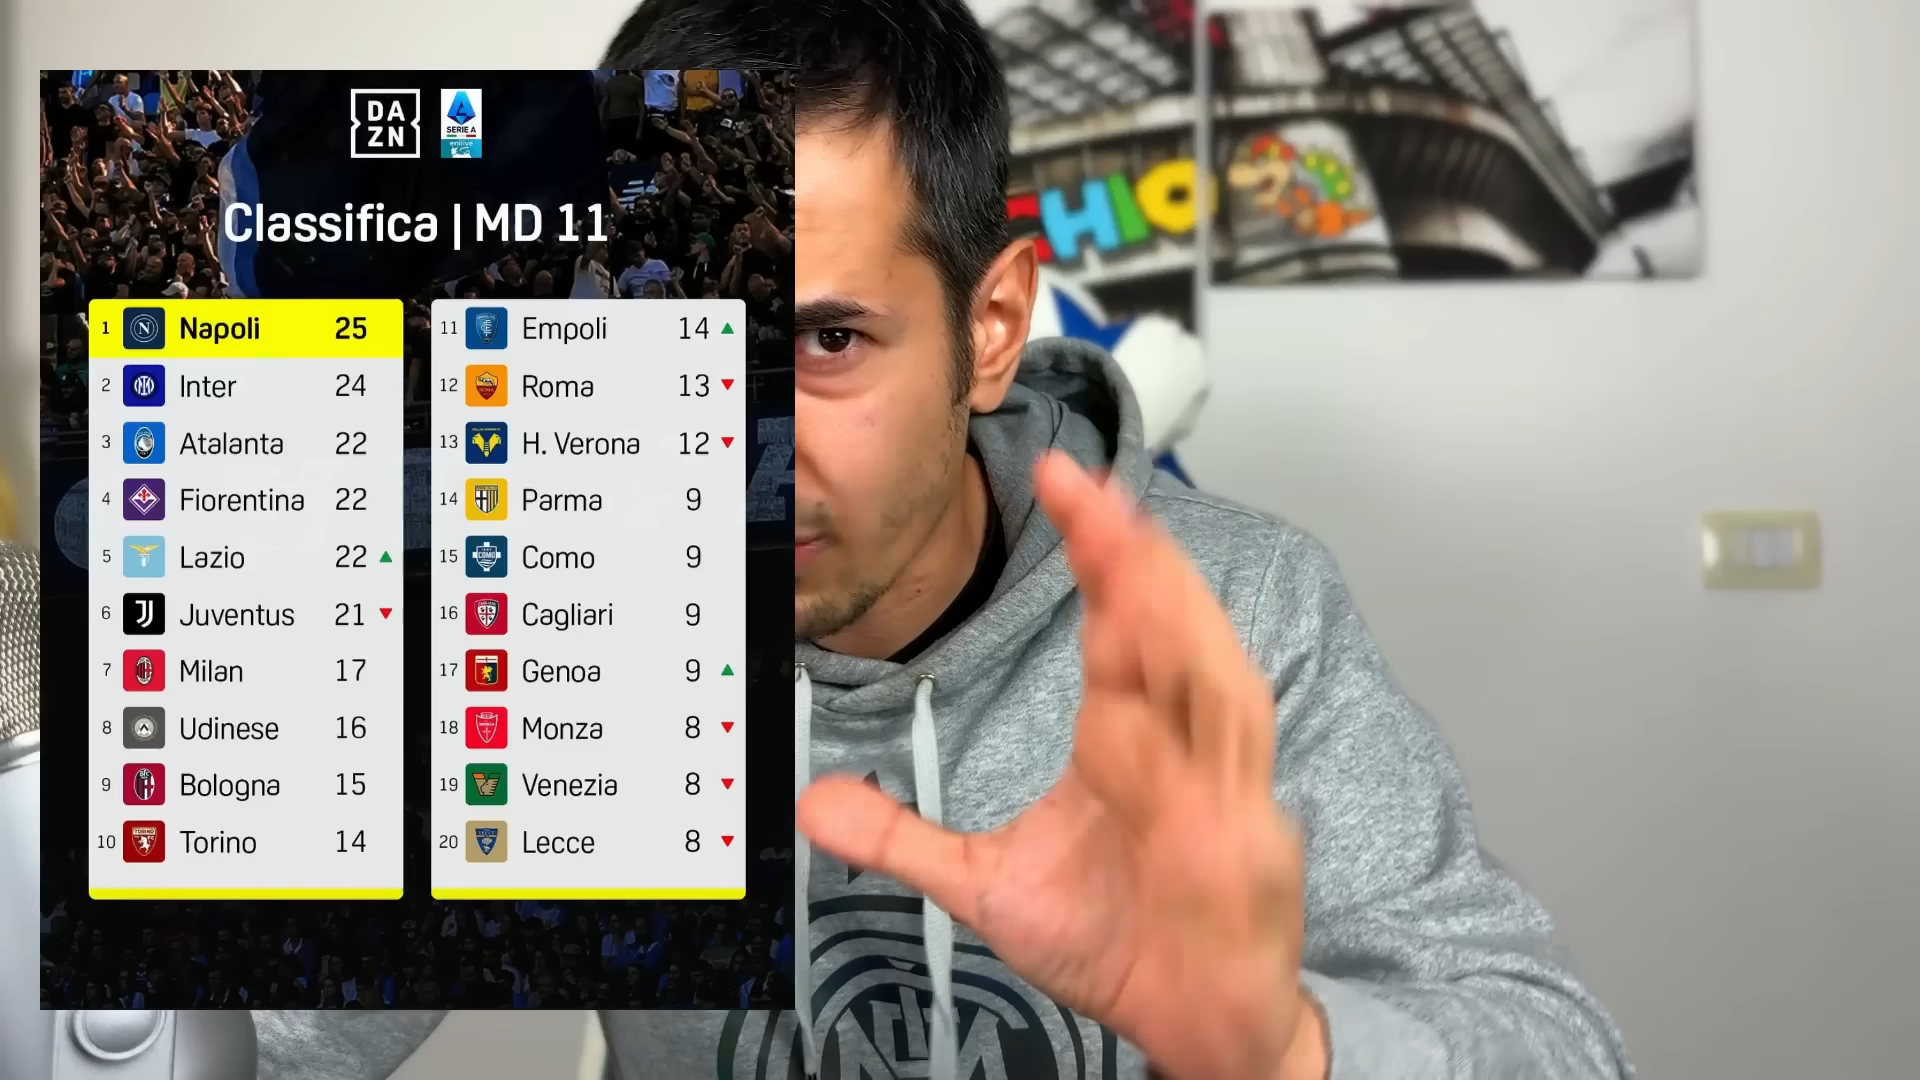 DA
ZN
SERIE A
enilive
Classifica | MD 11
1 Napoli 25
2 Inter 24
3 Atalanta 22
4 Fiorentina 22
5 Lazio 22
6 Juventus 21
7 Milan 17
8 Udinese 16
9 Bologna 15
10 Torino 14
11 Empoli 14
12 Roma 13
13 H. Verona 12
14 Parma 9
15 Como 9
16 Cagliari 9
17 Genoa 9
18 Monza 8
19 Venezia 8
20 Lecce 8
CHIO